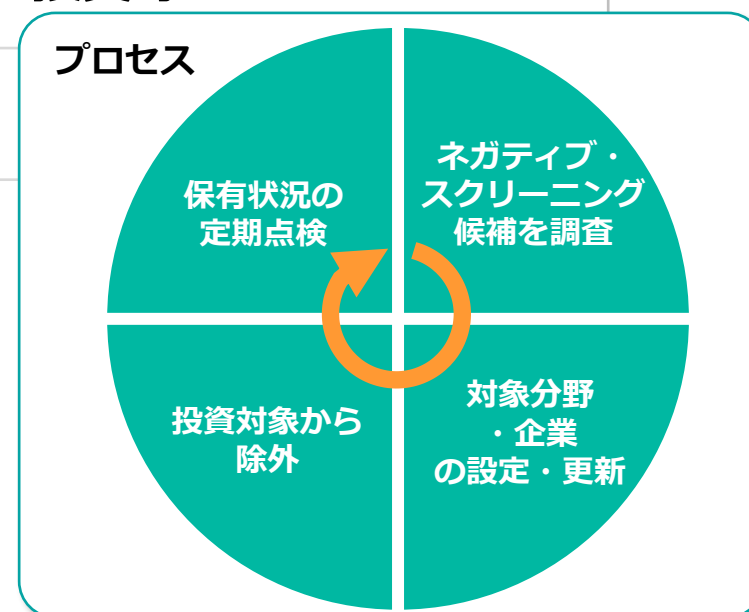 プロセス
ネガティブ・
スクリーニング
候補を調査
対象分野
・企業
の設定・更新
投資対象から
除外
保有状況の
定期点検